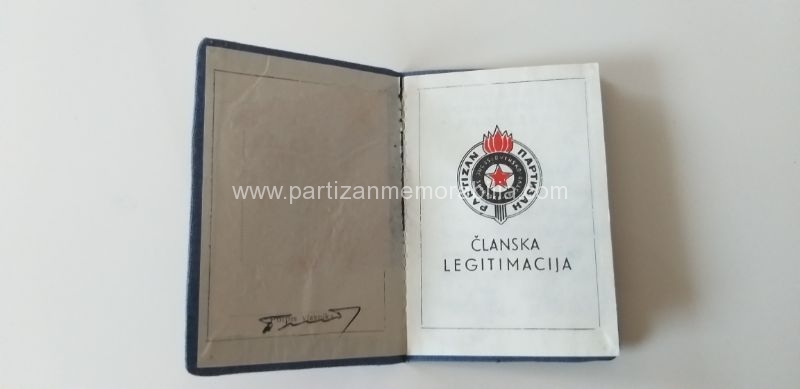 www.partizanmemorabilia.com
PARTIZAN ПАРТИЗАН
ČLANSKA
LEGITIMACIJA